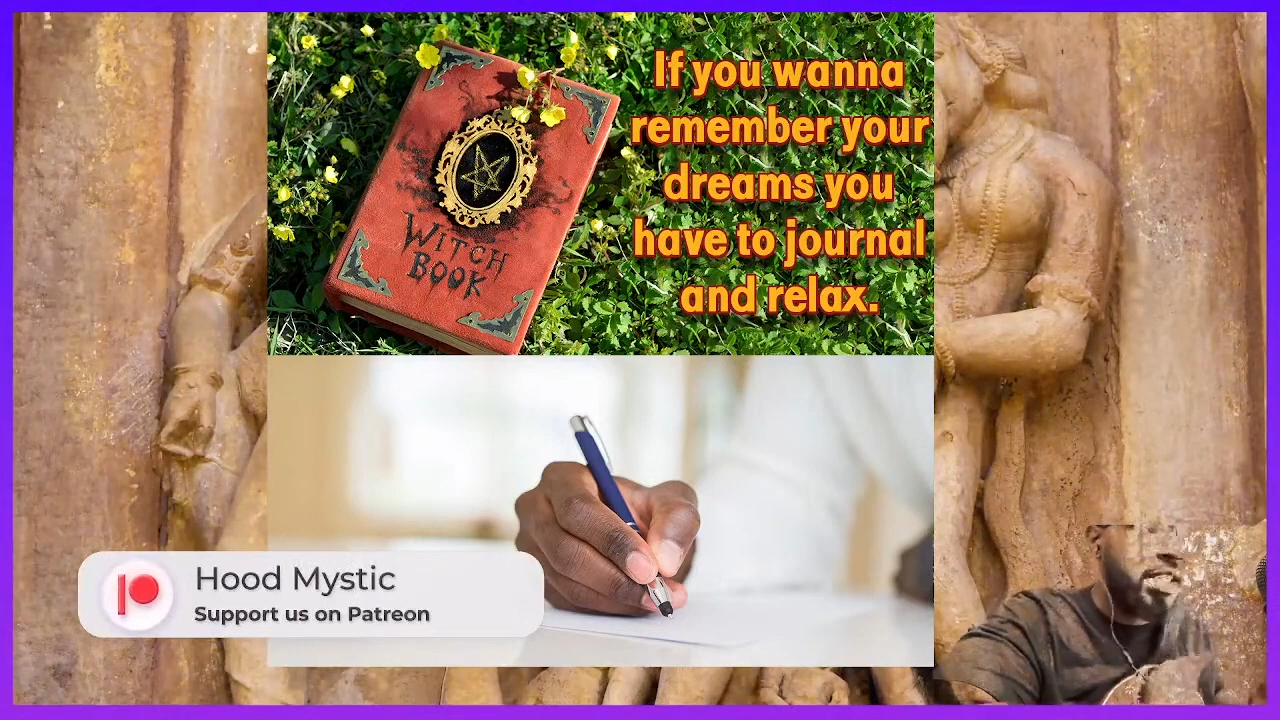 If you wanna
remember your
dreams you
have to journal
and relax.
WITCH
BOOK
Hood Mystic
Support us on Patreon